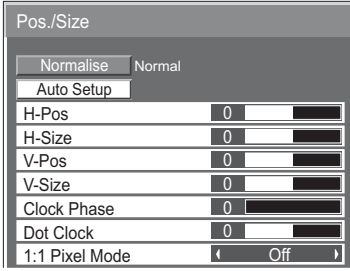 Pos./Size
Normalise Normal
Auto Setup
H-Pos 0
H-Size 0
V-Pos 0
V-Size 0
Clock Phase 0
Dot Clock 0
1:1 Pixel Mode Off